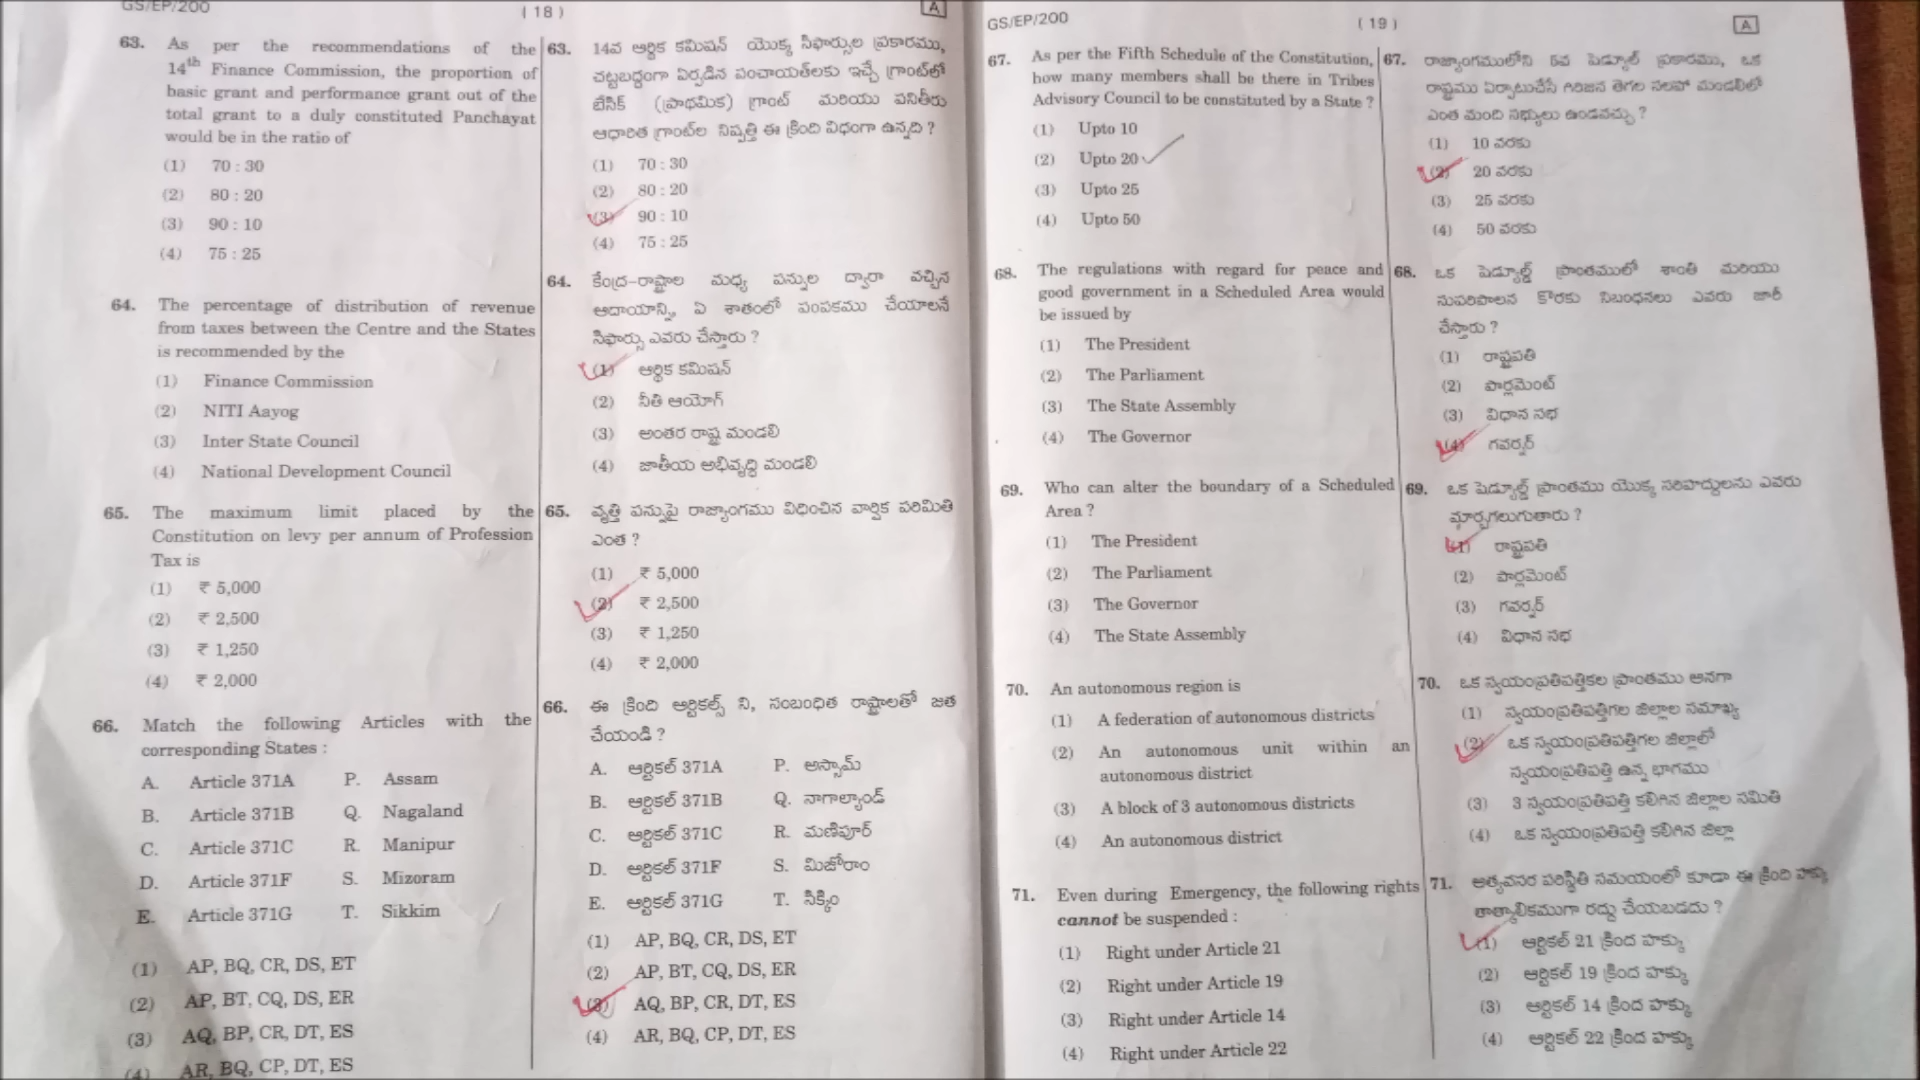 GS/EP/200
( 18 )
A
63. As per the recommendations of the
14th Finance Commission, the proportion of
basic grant and performance grant out of the
total grant to a duly constituted Panchayat
would be in the ratio of
(1) 70 : 30
(2) 80 : 20
(3) 90 : 10
(4) 75 : 25
64. The percentage of distribution of revenue
from taxes between the Centre and the States
is recommended by the
(1) Finance Commission
(2) NITI Aayog
(3) Inter State Council
(4) National Development Council
65. The maximum limit placed by the
Constitution on levy per annum of Profession
Tax is
(1) ₹ 5,000
(2) ₹ 2,500
(3) ₹ 1,250
(4) ₹ 2,000
66. Match the following Articles with the
corresponding States :
A. Article 371A P. Assam
B. Article 371B Q. Nagaland
C. Article 371C R. Manipur
D. Article 371F S. Mizoram
E. Article 371G T. Sikkim
(1) AP, BQ, CR, DS, ET
(2) AP, BT, CQ, DS, ER
(3) AQ, BP, CR, DT, ES
(4) AR, BQ, CP, DT, ES
63. 14వ ఆర్థిక కమిషన్ యొక్క సిఫార్సుల ప్రకారము,
చట్టబద్ధంగా ఏర్పడిన పంచాయత్‌లకు ఇచ్చే గ్రాంట్‌లో
బేసిక్ (ప్రాథమిక) గ్రాంట్ మరియు పనితీరు
ఆధారిత గ్రాంట్‌ల నిష్పత్తి ఈ క్రింది విధంగా ఉన్నది ?
(1) 70 : 30
(2) 80 : 20
(3) 90 : 10
(4) 75 : 25
64. కేంద్ర-రాష్ట్రాల మధ్య పన్నుల ద్వారా వచ్చిన
ఆదాయాన్ని, ఏ శాతంలో పంపకము చేయాలనే
సిఫార్సు ఎవరు చేస్తారు ?
(1) ఆర్థిక కమిషన్
(2) నీతి ఆయోగ్
(3) అంతర రాష్ట్ర మండలి
(4) జాతీయ అభివృద్ధి మండలి
65. వృత్తి పన్నుపై రాజ్యాంగము విధించిన వార్షిక పరిమితి
ఎంత ?
(1) ₹ 5,000
(2) ₹ 2,500
(3) ₹ 1,250
(4) ₹ 2,000
66. ఈ క్రింది ఆర్టికల్స్ ని, సంబంధిత రాష్ట్రాలతో జత
చేయండి ?
A. ఆర్టికల్ 371A P. అస్సామ్
B. ఆర్టికల్ 371B Q. నాగాల్యాండ్
C. ఆర్టికల్ 371C R. మణిపూర్
D. ఆర్టికల్ 371F S. మిజోరాం
E. ఆర్టికల్ 371G T. సిక్కిం
(1) AP, BQ, CR, DS, ET
(2) AP, BT, CQ, DS, ER
(3) AQ, BP, CR, DT, ES
(4) AR, BQ, CP, DT, ES
GS/EP/200
( 19 )
A
67. As per the Fifth Schedule of the Constitution,
how many members shall be there in Tribes
Advisory Council to be constituted by a State ?
(1) Upto 10
(2) Upto 20
(3) Upto 25
(4) Upto 50
68. The regulations with regard for peace and
good government in a Scheduled Area would
be issued by
(1) The President
(2) The Parliament
(3) The State Assembly
(4) The Governor
69. Who can alter the boundary of a Scheduled
Area ?
(1) The President
(2) The Parliament
(3) The Governor
(4) The State Assembly
70. An autonomous region is
(1) A federation of autonomous districts
(2) An autonomous unit within an
autonomous district
(3) A block of 3 autonomous districts
(4) An autonomous district
71. Even during Emergency, the following rights
cannot be suspended :
(1) Right under Article 21
(2) Right under Article 19
(3) Right under Article 14
(4) Right under Article 22
67. రాజ్యాంగములోని 5వ షెడ్యూల్ ప్రకారము, ఒక
రాష్ట్రము ఏర్పాటుచేసే గిరిజన తెగల సలహా మండలిలో
ఎంత మంది సభ్యులు ఉండవచ్చు ?
(1) 10 వరకు
(2) 20 వరకు
(3) 25 వరకు
(4) 50 వరకు
68. ఒక షెడ్యూల్డ్ ప్రాంతములో శాంతి మరియు
సుపరిపాలన కొరకు నిబంధనలు ఎవరు జారీ
చేస్తారు ?
(1) రాష్ట్రపతి
(2) పార్లమెంట్
(3) విధాన సభ
(4) గవర్నర్
69. ఒక షెడ్యూల్డ్ ప్రాంతము యొక్క సరిహద్దులను ఎవరు
మార్చగలుగుతారు ?
(1) రాష్ట్రపతి
(2) పార్లమెంట్
(3) గవర్నర్
(4) విధాన సభ
70. ఒక స్వయంప్రతిపత్తికల ప్రాంతము అనగా
(1) స్వయంప్రతిపత్తిగల జిల్లాల సమాఖ్య
(2) ఒక స్వయంప్రతిపత్తిగల జిల్లాలో
స్వయంప్రతిపత్తి ఉన్న భాగము
(3) 3 స్వయంప్రతిపత్తి కలిగిన జిల్లాల సమితి
(4) ఒక స్వయంప్రతిపత్తి కలిగిన జిల్లా
71. అత్యవసర పరిస్థితి సమయంలో కూడా ఈ క్రింది హక్కు
తాత్కాలికముగా రద్దు చేయబడదు ?
(1) ఆర్టికల్ 21 క్రింద హక్కు
(2) ఆర్టికల్ 19 క్రింద హక్కు
(3) ఆర్టికల్ 14 క్రింద హక్కు
(4) ఆర్టికల్ 22 క్రింద హక్కు